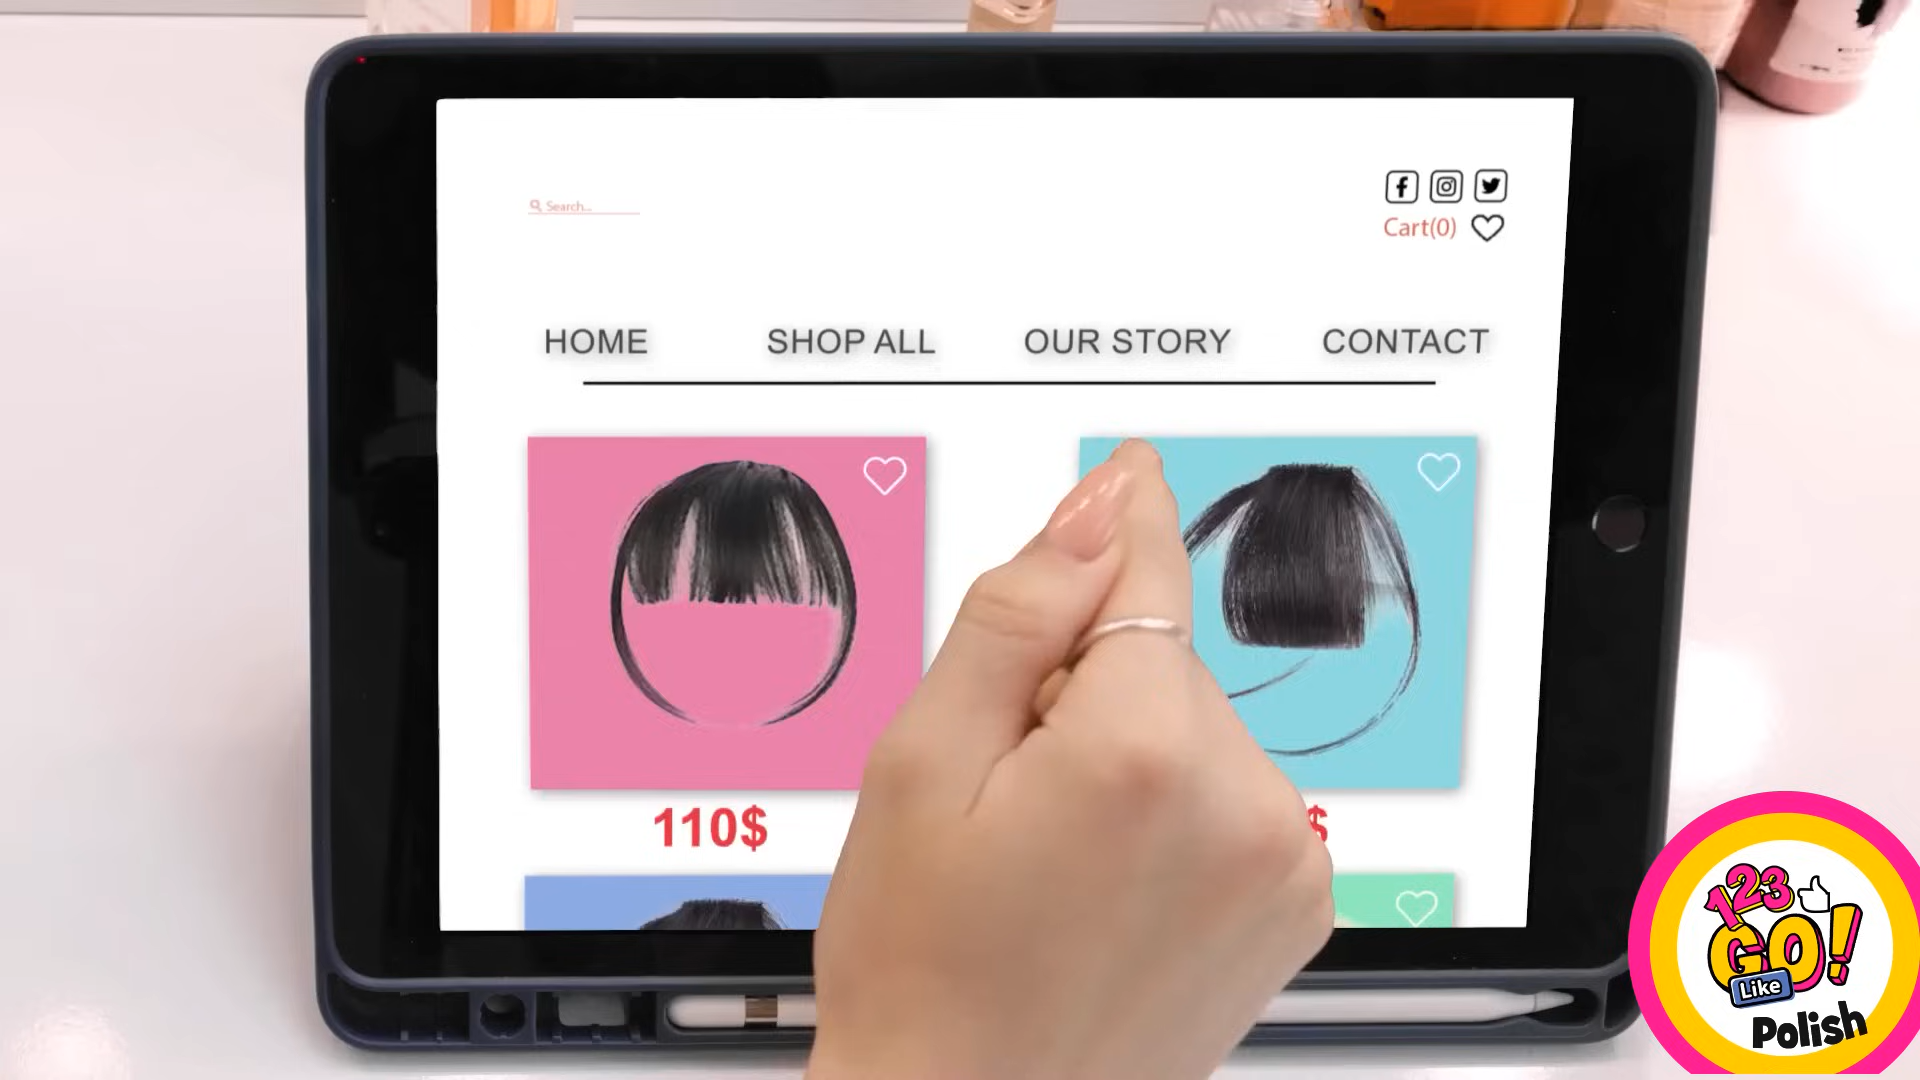 Search...
Cart(0)
HOME SHOP ALL OUR STORY CONTACT
110$
$
123
GO!
Like
Polish